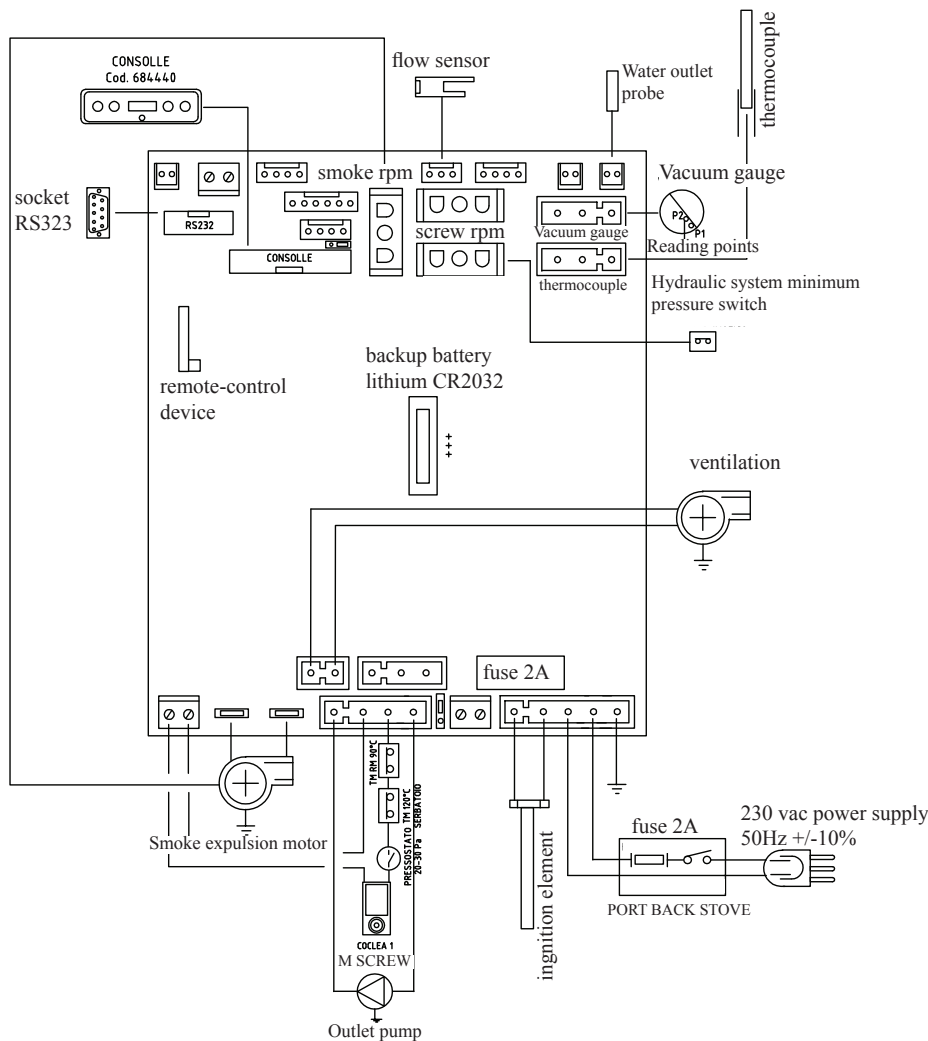 CONSOLLE
Cod. 684440
flow sensor
Water outlet
probe
thermocouple
socket
RS323
RS232
smoke rpm
screw rpm
CONSOLLE
Vacuum gauge
thermocouple
Vacuum gauge
P2
P1
Reading points
Hydraulic system minimum
pressure switch
remote-control
device
backup battery
lithium CR2032
+++
ventilation
fuse 2A
TM RM 90°C
PRESSOSTATO TM 120°C
20-30 Pa SERBATOIO
Smoke expulsion motor
COCLEA 1
M SCREW
Outlet pump
ingnition element
fuse 2A
PORT BACK STOVE
230 vac power supply
50Hz +/-10%